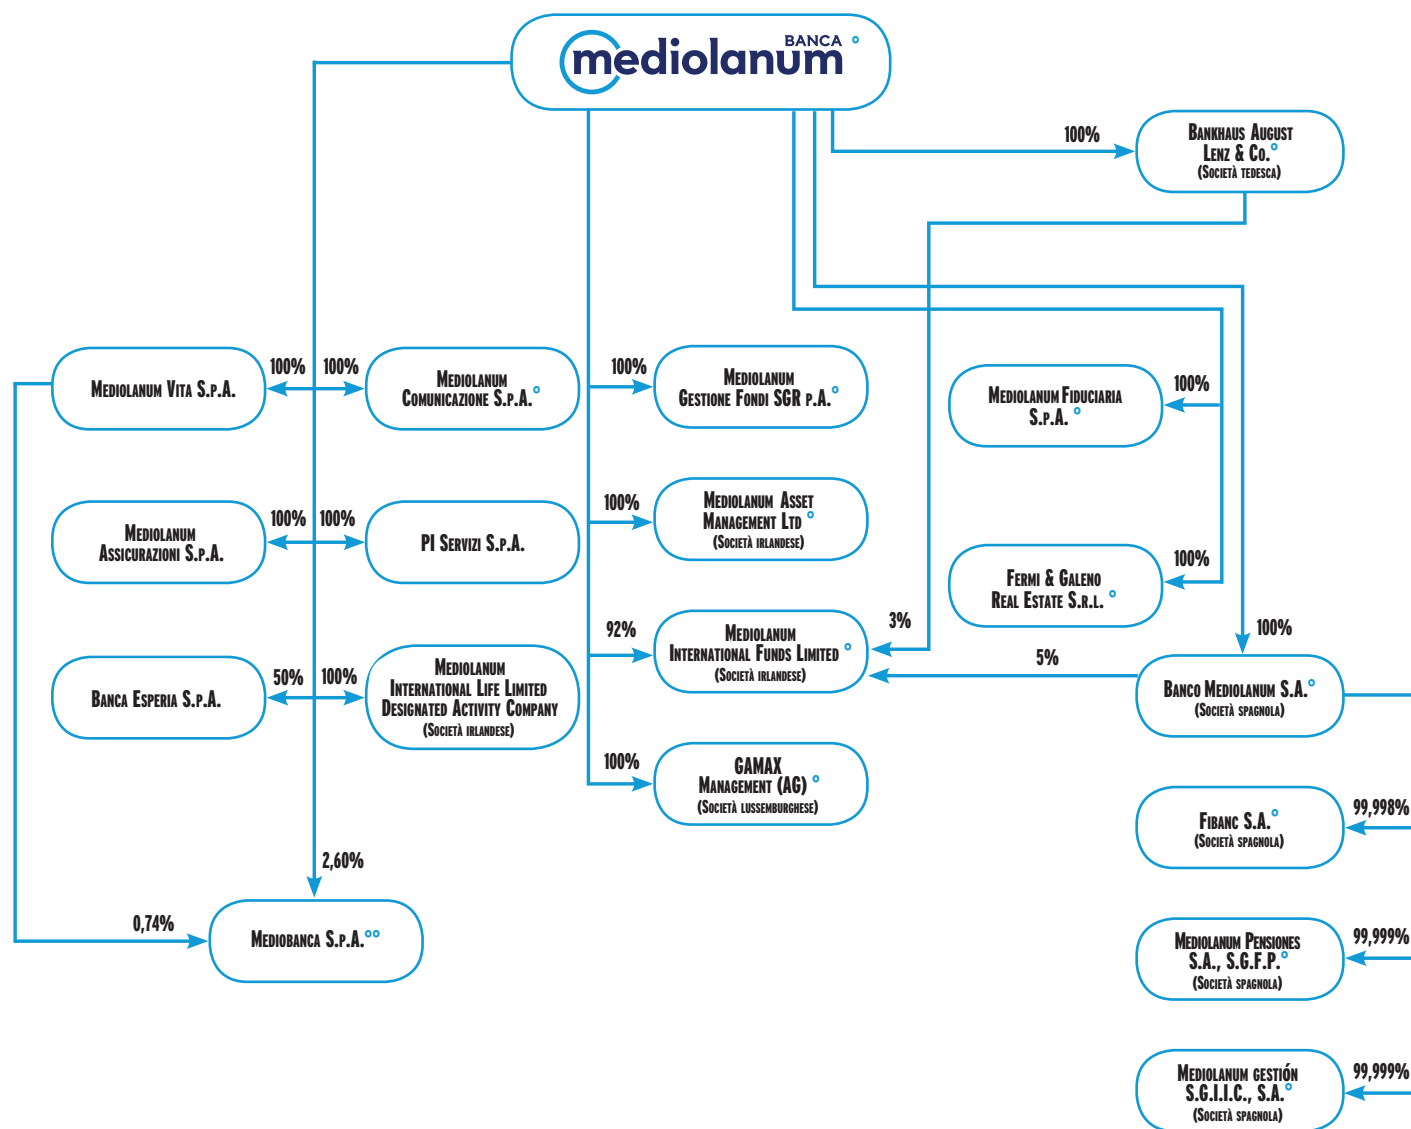 BANCA °
mediolanum
100%
Bankhaus August
Lenz & Co.°
(Società tedesca)
Mediolanum Vita S.p.A.
100%
100%
Mediolanum
Comunicazione S.p.A.°
100%
Mediolanum
Gestione Fondi SGR p.A.°
Mediolanum Fiduciaria
S.p.A. °
100%
Mediolanum
Assicurazioni S.p.A.
100%
100%
PI Servizi S.p.A.
100%
Mediolanum Asset
Management Ltd °
(Società irlandese)
Fermi & Galeno
Real Estate S.r.l. °
100%
Banca Esperia S.p.A.
50%
100%
Mediolanum
International Life Limited
Designated Activity Company
(Società irlandese)
92%
Mediolanum
International Funds Limited °
(Società irlandese)
3%
5%
100%
Banco Mediolanum S.A.°
(Società spagnola)
100%
GAMAX
Management (AG) °
(Società lussemburghese)
Fibanc S.A.°
(Società spagnola)
99,998%
2,60%
0,74%
Mediobanca S.p.A.°°
Mediolanum Pensiones
S.A., S.G.F.P.°
(Società spagnola)
99,999%
Mediolanum gestión
S.G.I.I.C., S.A.°
(Società spagnola)
99,999%